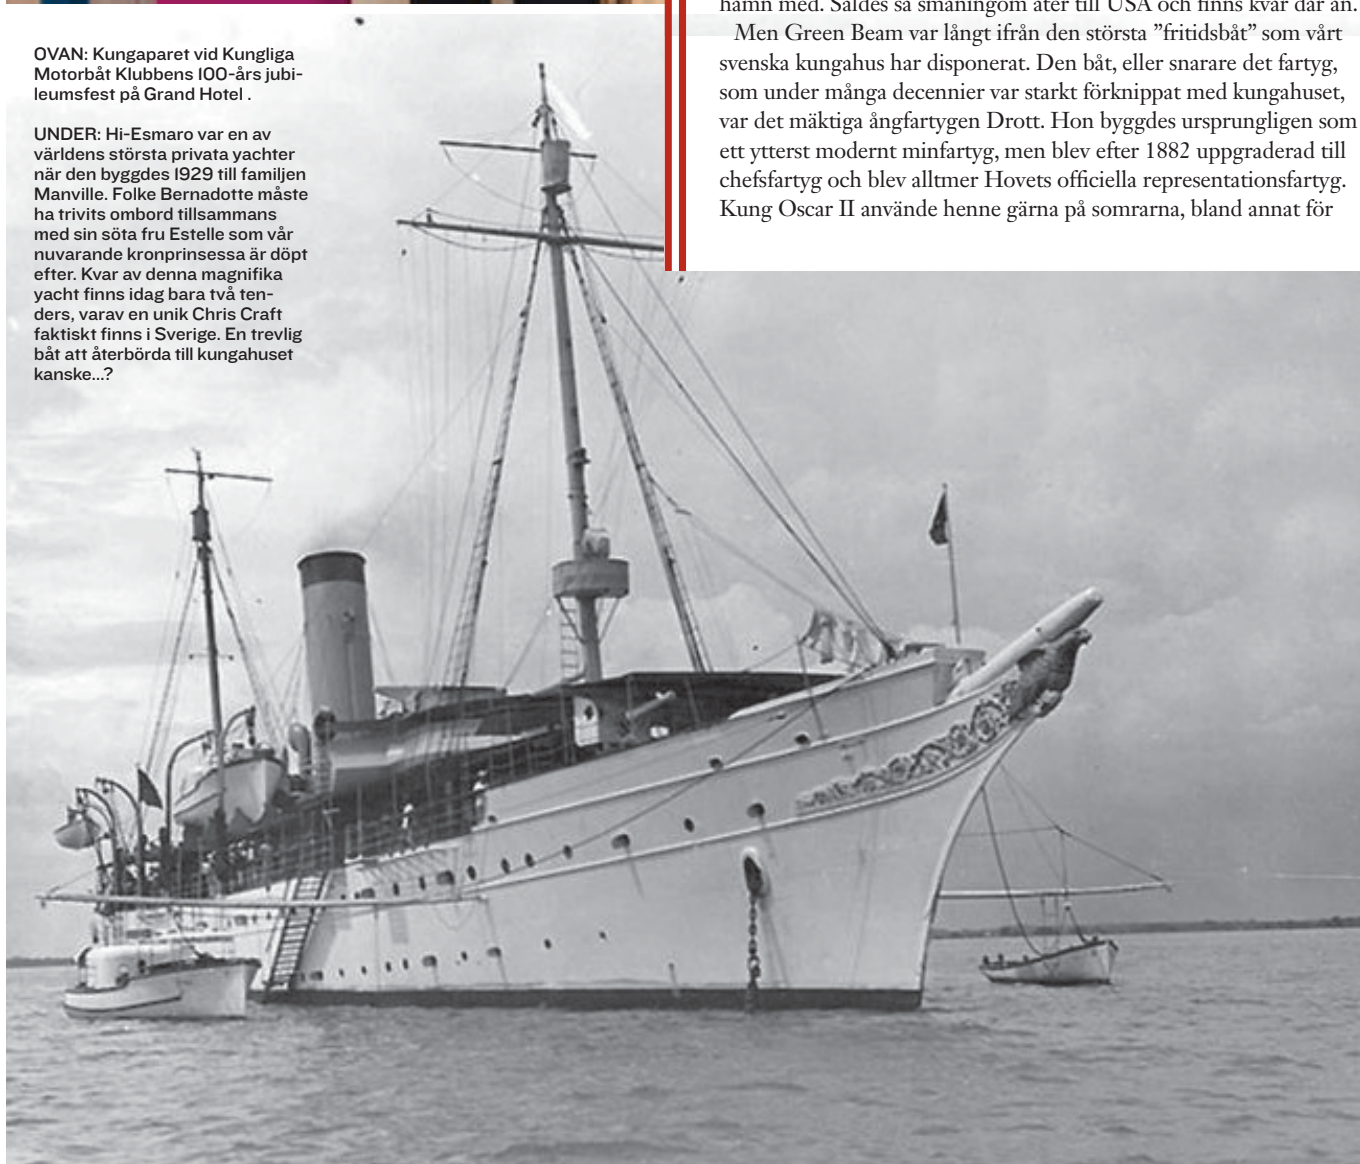 OVAN: Kungaparet vid Kungliga
Motorbåt Klubbens 100-års jubi-
leumsfest på Grand Hotel .
UNDER: Hi-Esmaro var en av
världens största privata yachter
när den byggdes 1929 till familjen
Manville. Folke Bernadotte måste
ha trivits ombord tillsammans
med sin söta fru Estelle som vår
nuvarande kronprinsessa är döpt
efter. Kvar av denna magnifika
yacht finns idag bara två ten-
ders, varav en unik Chris Craft
faktiskt finns i Sverige. En trevlig
båt att återbörda till kungahuset
kanske...?
hamn med. Såldes så småningom åter till USA och finns kvar där än.
Men Green Beam var långt ifrån den största ”fritidsbåt” som vårt
svenska kungahus har disponerat. Den båt, eller snarare det fartyg,
som under många decennier var starkt förknippat med kungahuset,
var det mäktiga ångfartygen Drott. Hon byggdes ursprungligen som
ett ytterst modernt minfartyg, men blev efter 1882 uppgraderad till
chefsfartyg och blev alltmer Hovets officiella representationsfartyg.
Kung Oscar II använde henne gärna på somrarna, bland annat för